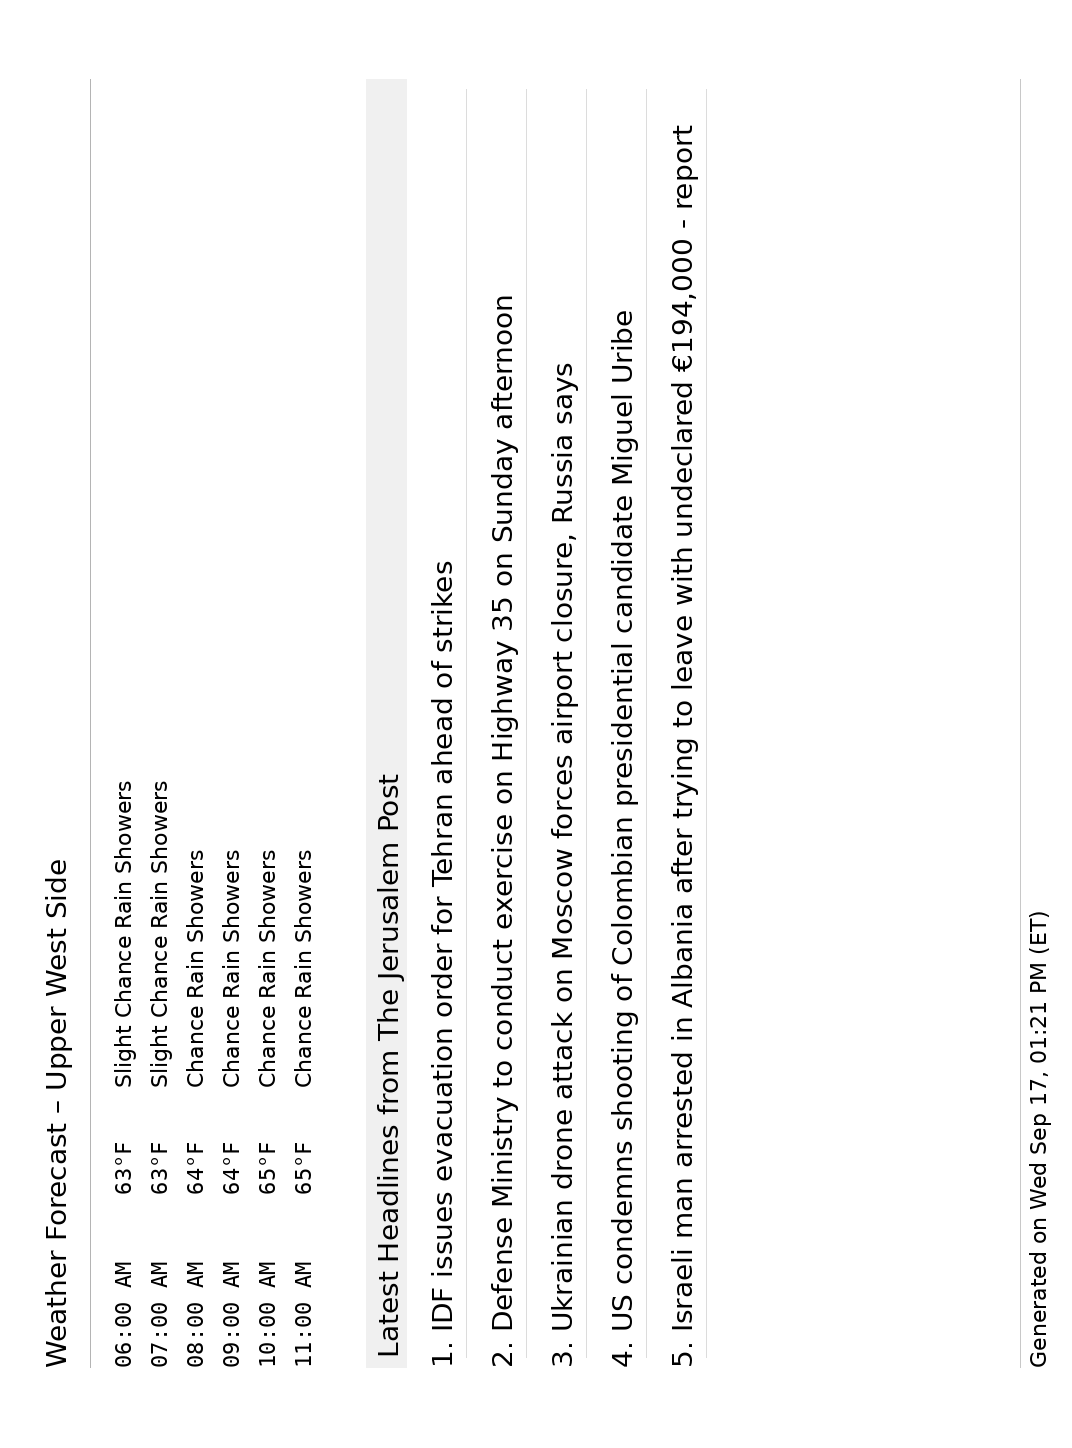 Weather Forecast – Upper West Side
06:00 AM 63°F Slight Chance Rain Showers
07:00 AM 63°F Slight Chance Rain Showers
08:00 AM 64°F Chance Rain Showers
09:00 AM 64°F Chance Rain Showers
10:00 AM 65°F Chance Rain Showers
11:00 AM 65°F Chance Rain Showers
Latest Headlines from The Jerusalem Post
1. IDF issues evacuation order for Tehran ahead of strikes
2. Defense Ministry to conduct exercise on Highway 35 on Sunday afternoon
3. Ukrainian drone attack on Moscow forces airport closure, Russia says
4. US condemns shooting of Colombian presidential candidate Miguel Uribe
5. Israeli man arrested in Albania after trying to leave with undeclared €194,000 - report
Generated on Wed Sep 17, 01:21 PM (ET)